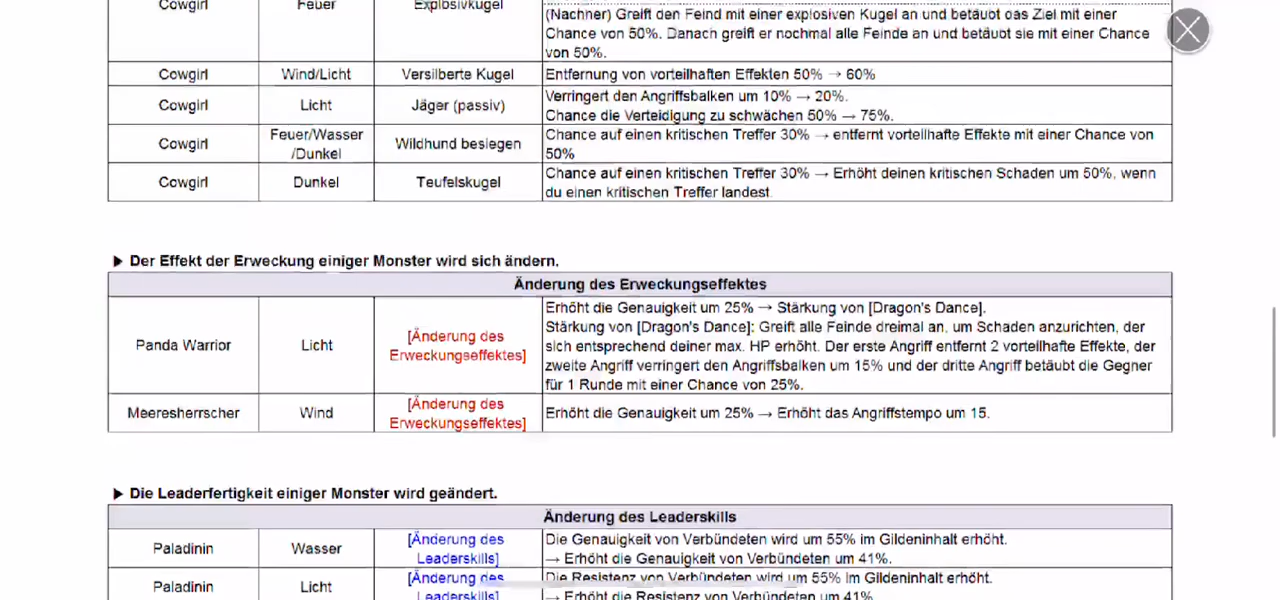 Cowgirl Feuer Explosivkugel
(Nachher) Greift den Feind mit einer explosiven Kugel an und betäubt das Ziel mit einer
Chance von 50%. Danach greift er nochmal alle Feinde an und betäubt sie mit einer Chance
von 50%.
Cowgirl Wind/Licht Versilberte Kugel Entfernung von vorteilhaften Effekten 50% → 60%
Verringert den Angriffsbalken um 10% → 20%.
Cowgirl Licht Jäger (passiv)
Chance die Verteidigung zu schwächen 50% → 75%.
Cowgirl Feuer/Wasser
/Dunkel Wildhund besiegen Chance auf einen kritischen Treffer 30% → entfernt vorteilhafte Effekte mit einer Chance von
50%
Cowgirl Dunkel Teufelskugel Chance auf einen kritischen Treffer 30% → Erhöht deinen kritischen Schaden um 50%, wenn
du einen kritischen Treffer landest.
▶ Der Effekt der Erweckung einiger Monster wird sich ändern.
Änderung des Erweckungseffektes
Panda Warrior Licht [Änderung des
Erweckungseffektes]
Erhöht die Genauigkeit um 25% → Stärkung von [Dragon's Dance].
Stärkung von [Dragon's Dance]: Greift alle Feinde dreimal an, um Schaden anzurichten, der
sich entsprechend deiner max. HP erhöht. Der erste Angriff entfernt 2 vorteilhafte Effekte, der
zweite Angriff verringert den Angriffsbalken um 15% und der dritte Angriff betäubt die Gegner
für 1 Runde mit einer Chance von 25%.
Meeresherrscher Wind [Änderung des
Erweckungseffektes]
Erhöht die Genauigkeit um 25% → Erhöht das Angriffstempo um 15.
▶ Die Leaderfertigkeit einiger Monster wird geändert.
Änderung des Leaderskills
Paladinin Wasser [Änderung des
Leaderskills]
Die Genauigkeit von Verbündeten wird um 55% im Gildeninhalt erhöht.
→ Erhöht die Genauigkeit von Verbündeten um 41%.
Paladinin Licht [Änderung des
Leaderskills]
Die Resistenz von Verbündeten wird um 55% im Gildeninhalt erhöht.
→ Erhöht die Resistenz von Verbündeten um 41%.